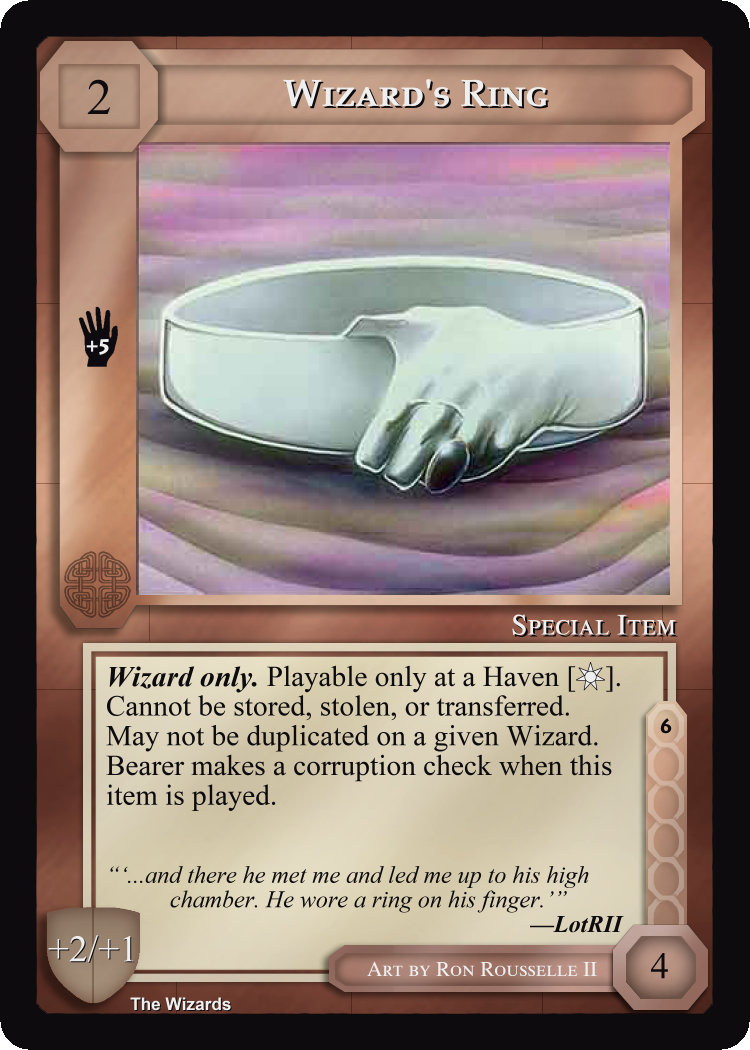 2
Wizard's Ring
+5
Special Item
Wizard only. Playable only at a Haven [ ].
Cannot be stored, stolen, or transferred.
May not be duplicated on a given Wizard.
Bearer makes a corruption check when this
item is played.
6
“‘...and there he met me and led me up to his high
chamber. He wore a ring on his finger.’”
—LotRII
+2/+1
Art by Ron Rousselle II
4
The Wizards